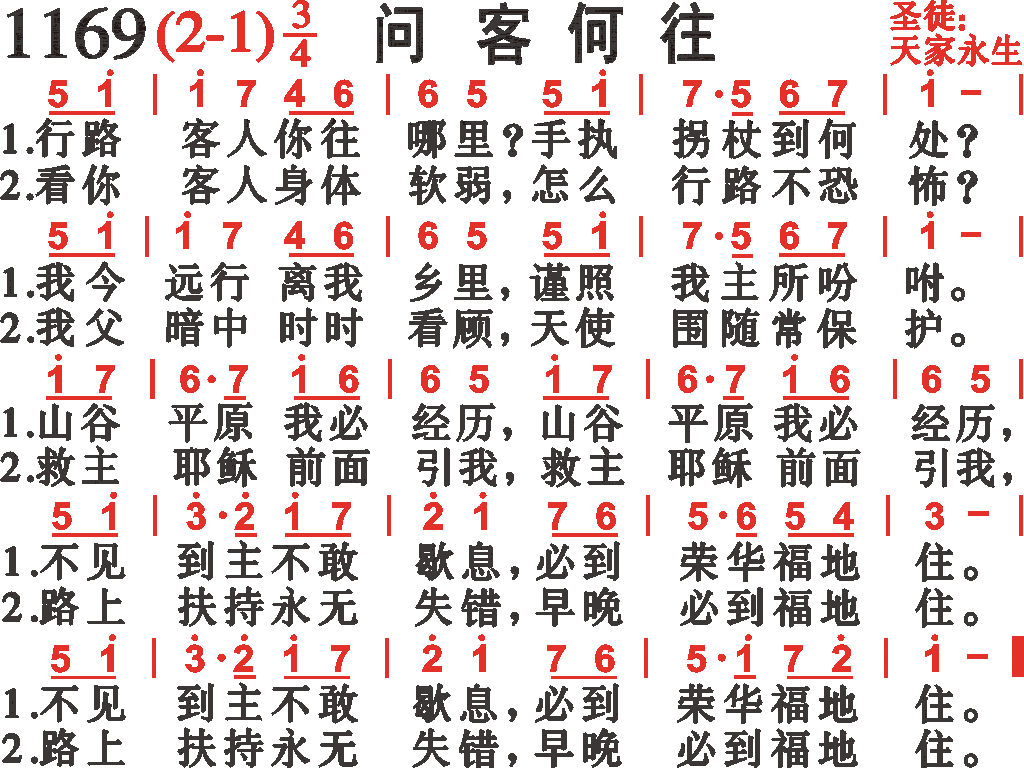 1169 (2-1) 3/4 问客何往 圣徒：
天家永生
5 1̇ | 1̇ 7 4 6 | 6 5 5 1̇ | 7· 5 6 7 | 1̇ - |
1.行路 客人你往 哪里？手执 拐杖到何 处？
2.看你 客人身体 软弱，怎么 行路不恐 怖？
5 1̇ | 1̇ 7 4 6 | 6 5 5 1̇ | 7· 5 6 7 | 1̇ - |
1.我今 远行 离我 乡里，谨照 我主所吩 咐。
2.我父 暗中 时时 看顾，天使 围随常保 护。
1̇ 7 | 6· 7 1̇ 6 | 6 5 1̇ 7 | 6· 7 1̇ 6 | 6 5 |
1.山谷 平原 我必 经历，山谷 平原 我必 经历，
2.救主 耶稣 前面 引我，救主 耶稣 前面 引我，
5 1̇ | 3̇· 2̇ 1̇ 7 | 2̇ 1̇ 7 6 | 5· 6 5 4 | 3 - |
1.不见 到主不敢 歇息，必到 荣华福地 住。
2.路上 扶持永无 失错，早晚 必到福地 住。
5 1̇ | 3̇· 2̇ 1̇ 7 | 2̇ 1̇ 7 6 | 5· 1̇ 7 2̇ | 1̇ -
1.不见 到主不敢 歇息，必到 荣华福地 住。
2.路上 扶持永无 失错，早晚 必到福地 住。